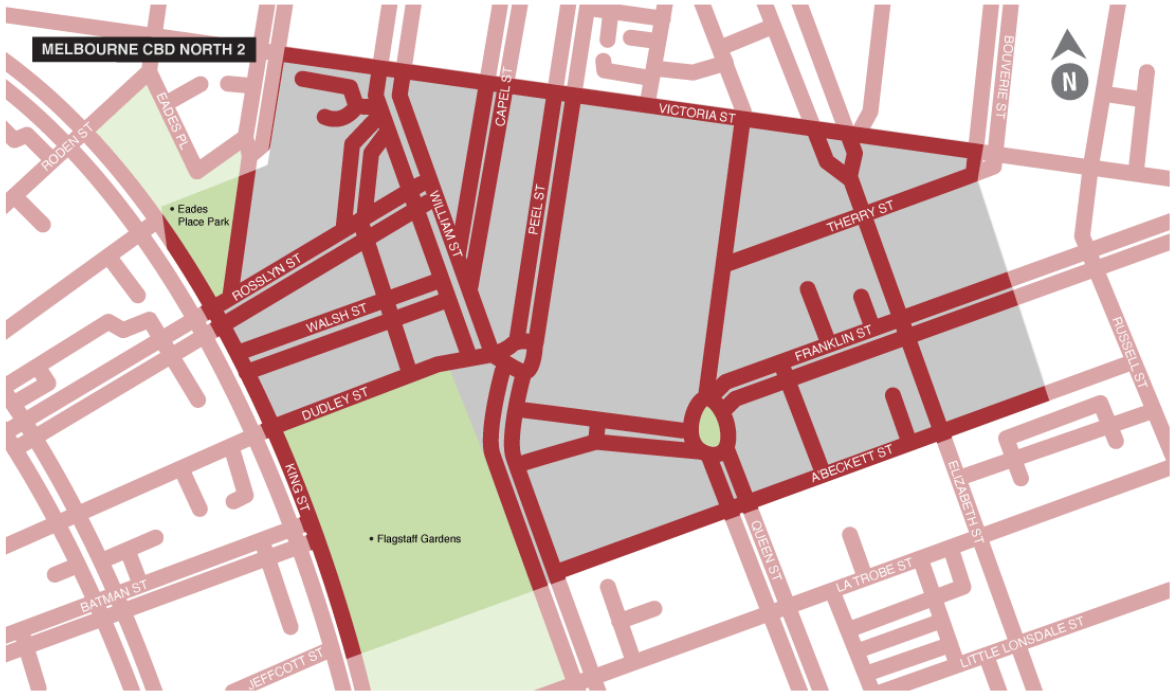 MELBOURNE CBD NORTH 2
N
BOUVERIE ST
CAPEL ST
EADES PL
VICTORIA ST
RODEN ST
• Eades
Place Park
WILLIAM ST
PEEL ST
THERRY ST
ROSSLYN ST
WALSH ST
FRANKLIN ST
RUSSELL ST
DUDLEY ST
A'BECKETT ST
KING ST
ELIZABETH ST
• Flagstaff Gardens
QUEEN ST
LA TROBE ST
BATMAN ST
LITTLE LONSDALE ST
JEFFCOTT ST